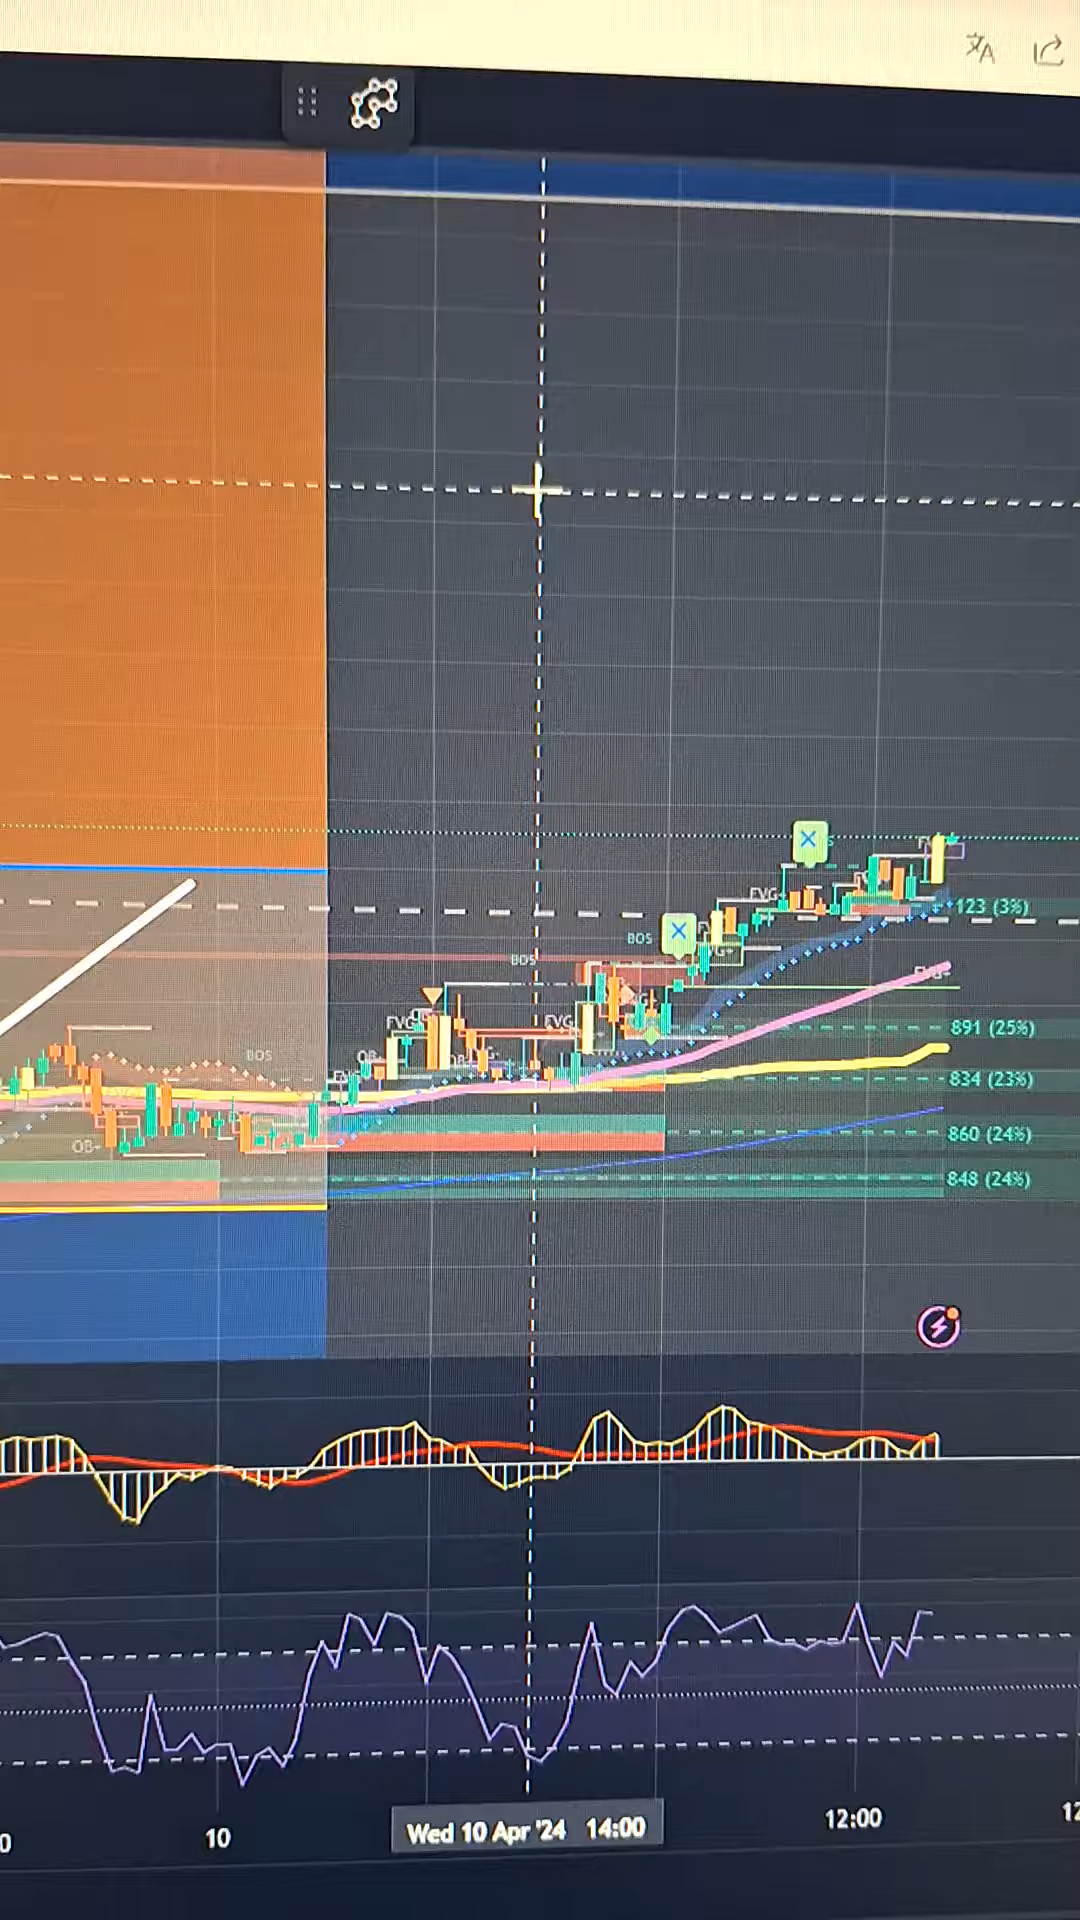 FVG
123 (3%)
BOS
BOS
FVG+
891 (25%)
FVG
FVG
BOS
OB+
834 (23%)
OB+
860 (24%)
848 (24%)
10
Wed 10 Apr '24 14:00
12:00